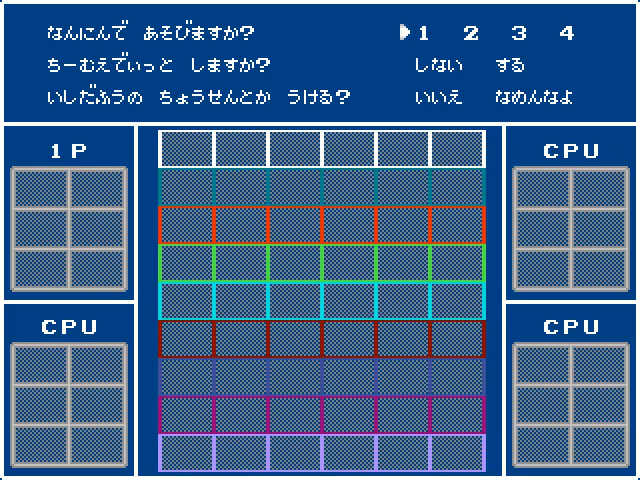 なんにんで あそびますか? ▶1 2 3 4
ちーむえでぃっと しますか? しない する
いしだふうの ちょうせんとか うける? いいえ なめんなよ
1P
CPU
CPU
CPU